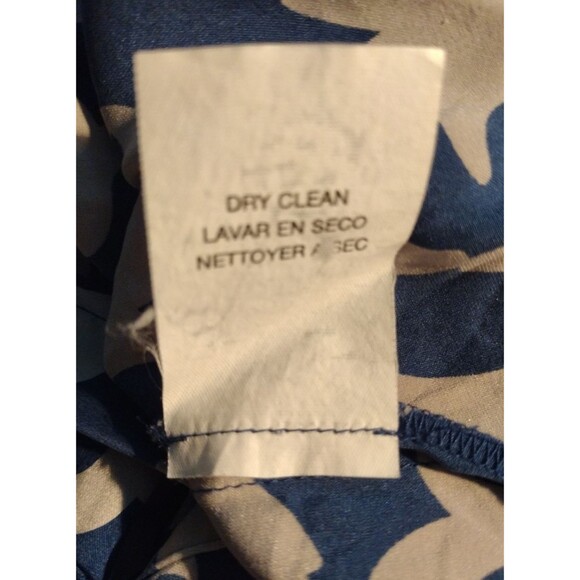 DRY CLEAN
LAVAR EN SECO
NETTOYER A SEC